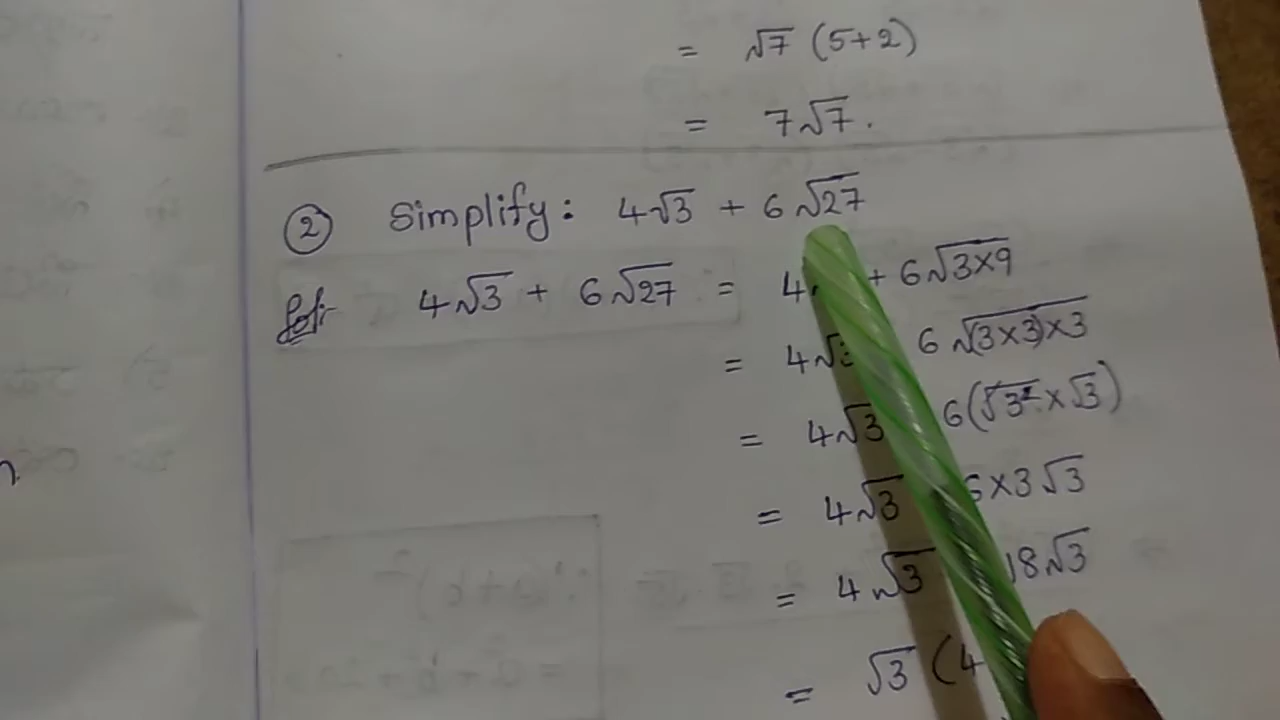 = √7 (5+2)
= 7√7.
② Simplify: 4√3 + 6√27
Sol: 4√3 + 6√27 = 4 + 6√3×9
= 4√3 6√(3×3)×3
= 4√3 6(√3² × √3)
= 4√3 6×3√3
= 4√3 18√3
= √3 (4